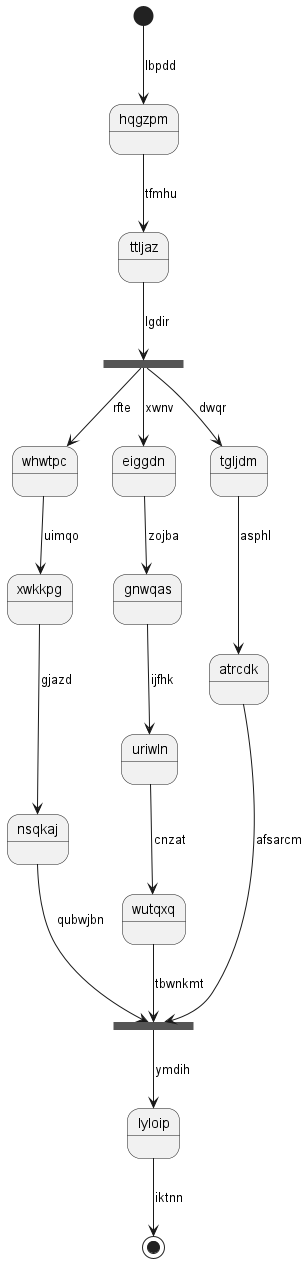 lbpdd
hqgzpm
tfmhu
ttljaz
lgdir
rfte
xwnv
dwqr
whwtpc
eiggdn
tgljdm
uimqo
zojba
asphl
xwkkpg
gnwqas
gjazd
ijfhk
atrcdk
uriwln
nsqkaj
cnzat
afsarcm
wutqxq
qubwjbn
tbwnkmt
ymdih
lyloip
iktnn